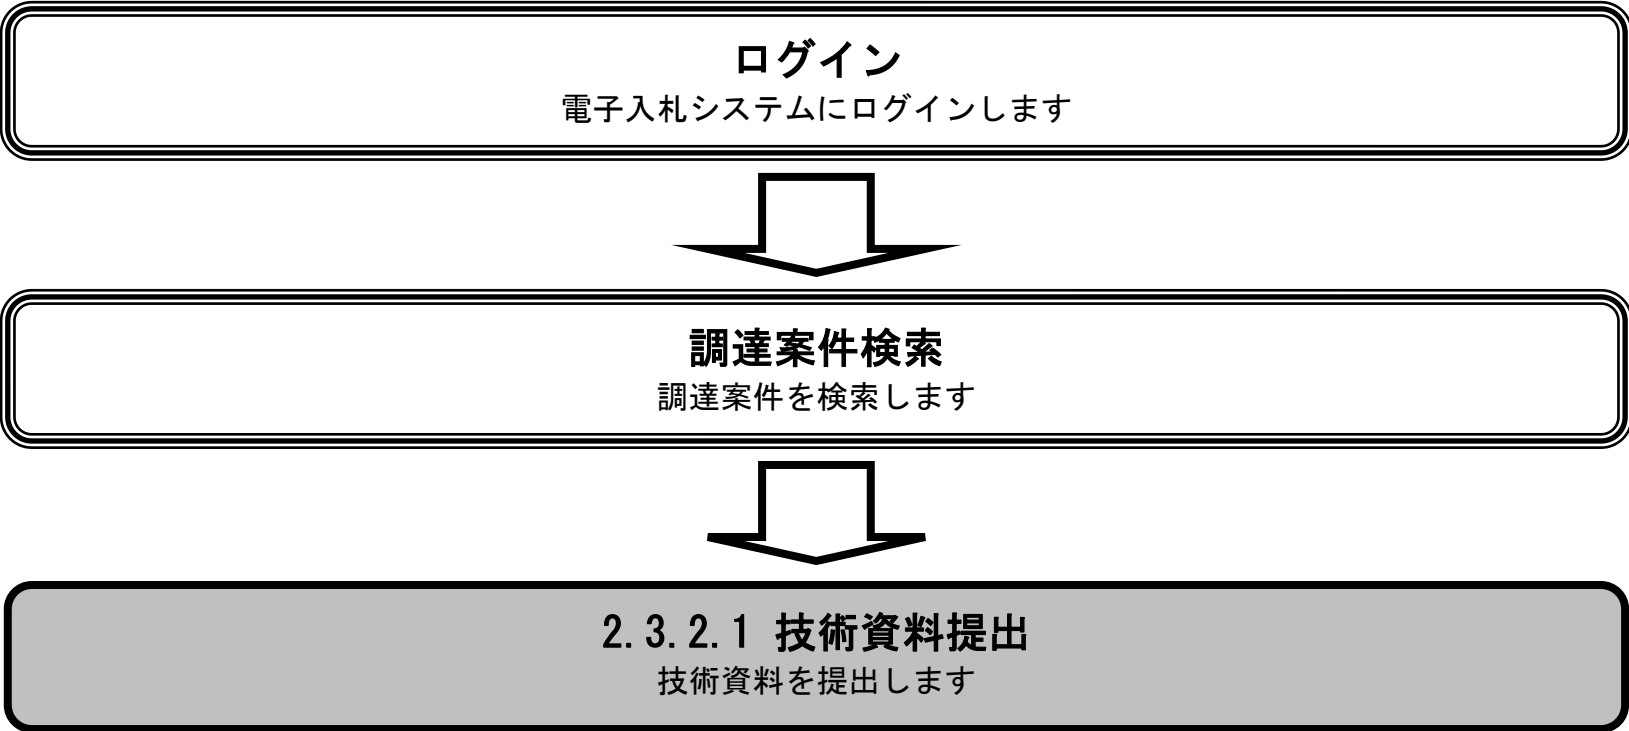 ログイン
電子入札システムにログインします
調達案件検索
調達案件を検索します
2.3.2.1 技術資料提出
技術資料を提出します